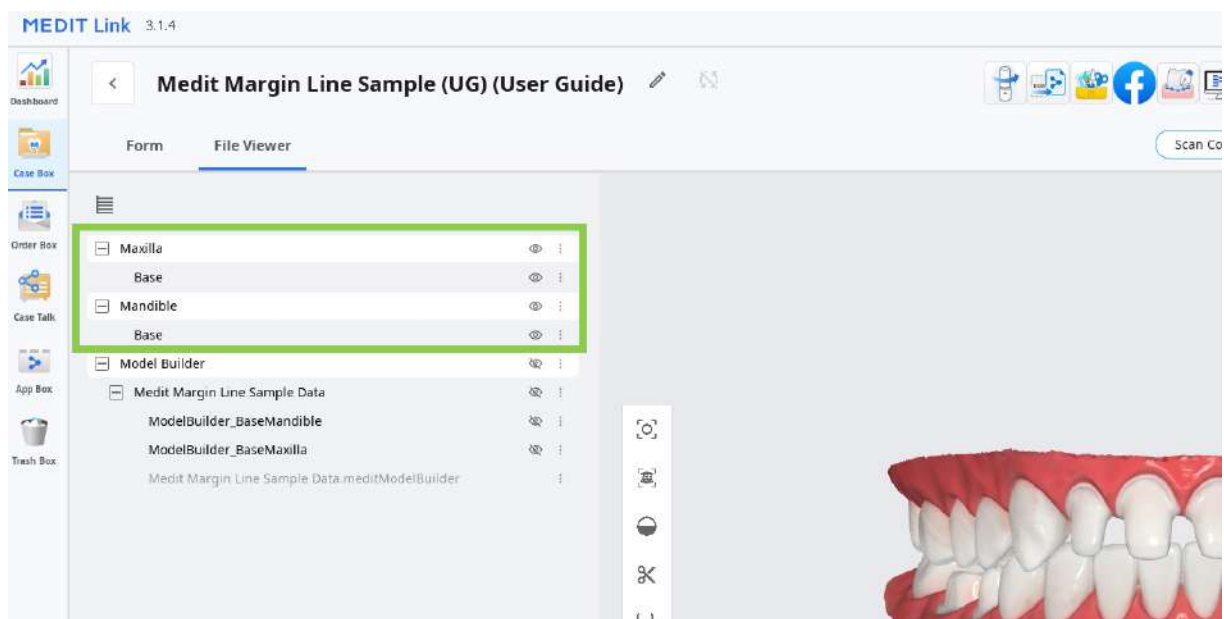 MEDIT Link 3.1.4
Dashboard
Case Box
Order Box
Case Talk
App Box
Trash Box
Medit Margin Line Sample (UG) (User Guide)
Form File Viewer
Scan Co
Maxilla
Base
Mandible
Base
Model Builder
Medit Margin Line Sample Data
ModelBuilder_BaseMandible
ModelBuilder_BaseMaxilla
Medit Margin Line Sample Data.meditModelBuilder